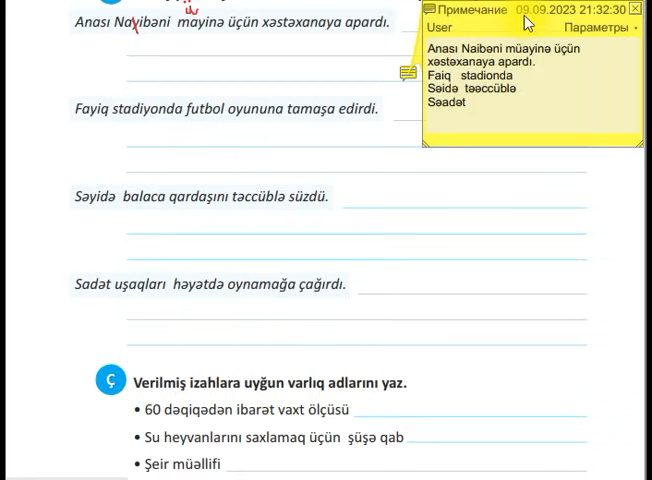 Примечание 09.09.2023 21:32:30
User Параметры
Anası Naibəni müayinə üçün
xəstəxanaya apardı.
Faiq stadionda
Səidə təəccüblə
Səadət
Anası Nayibəni mayinə üçün xəstəxanaya apardı.
üa
Fayiq stadiyonda futbol oyununa tamaşa edirdi.
Səyidə balaca qardaşını təccüblə süzdü.
Sadət uşaqları həyətdə oynamağa çağırdı.
Ç Verilmiş izahlara uyğun varlıq adlarını yaz.
• 60 dəqiqədən ibarət vaxt ölçüsü
• Su heyvanlarını saxlamaq üçün şüşə qab
• Şeir müəllifi